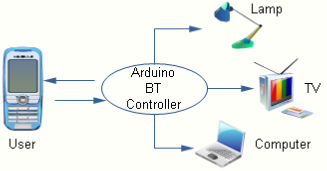 Lamp
Arduino
BT
Controller
TV
User
Computer